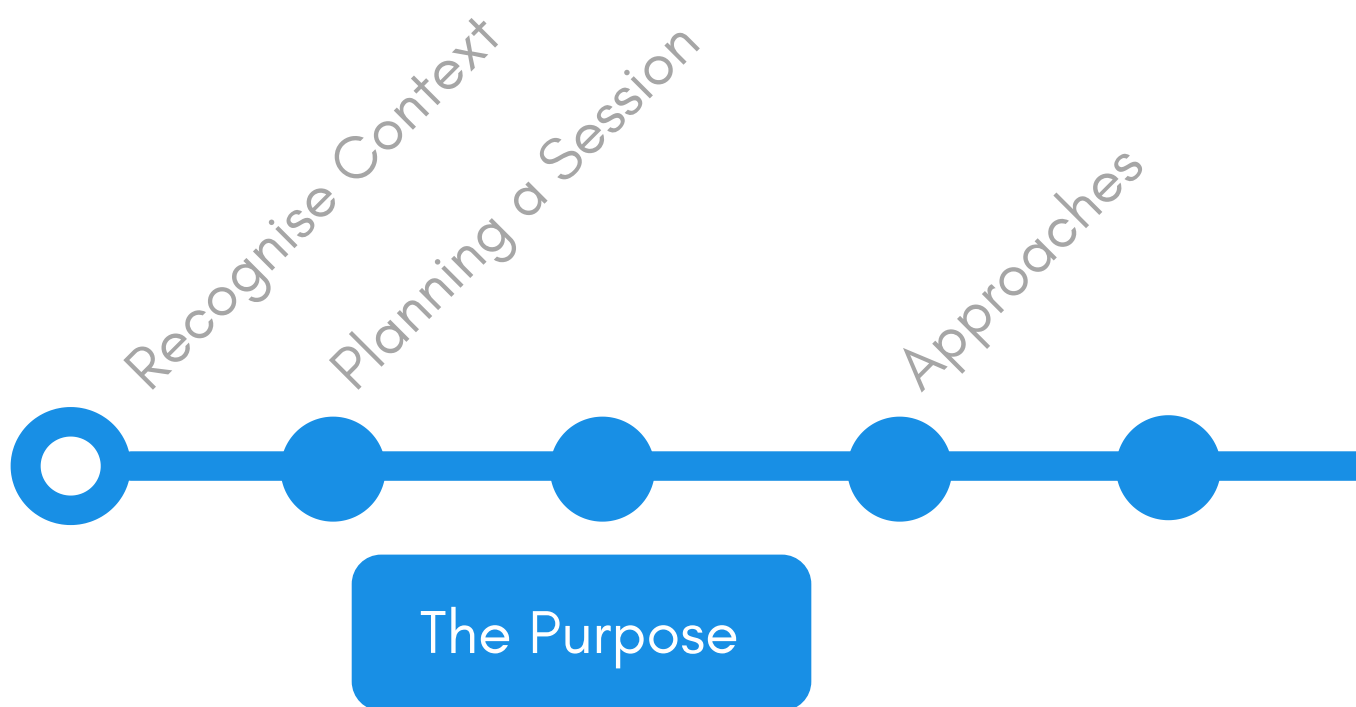 Recognise Context
Planning a Session
Approaches
The Purpose